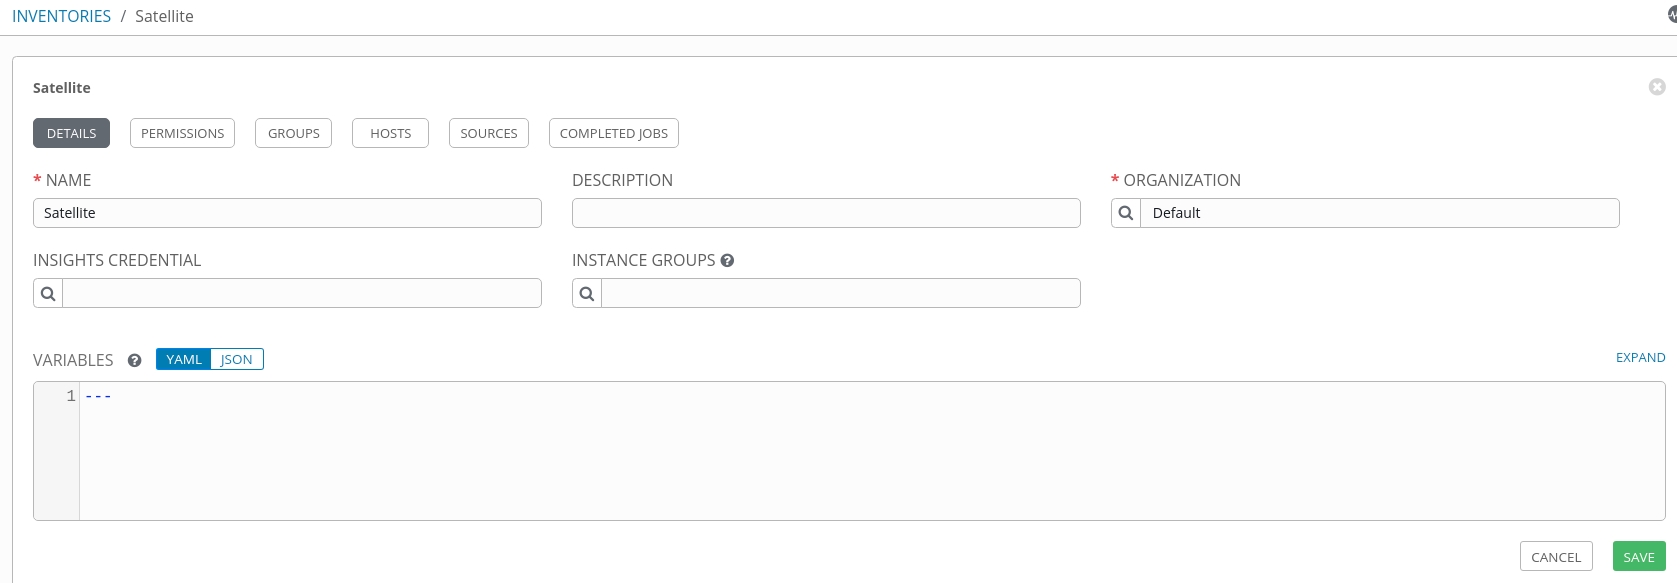 INVENTORIES / Satellite
Satellite
DETAILS PERMISSIONS GROUPS HOSTS SOURCES COMPLETED JOBS
* NAME DESCRIPTION * ORGANIZATION
Satellite Default
INSIGHTS CREDENTIAL INSTANCE GROUPS ?
VARIABLES ? YAML JSON EXPAND
1 ---
CANCEL SAVE